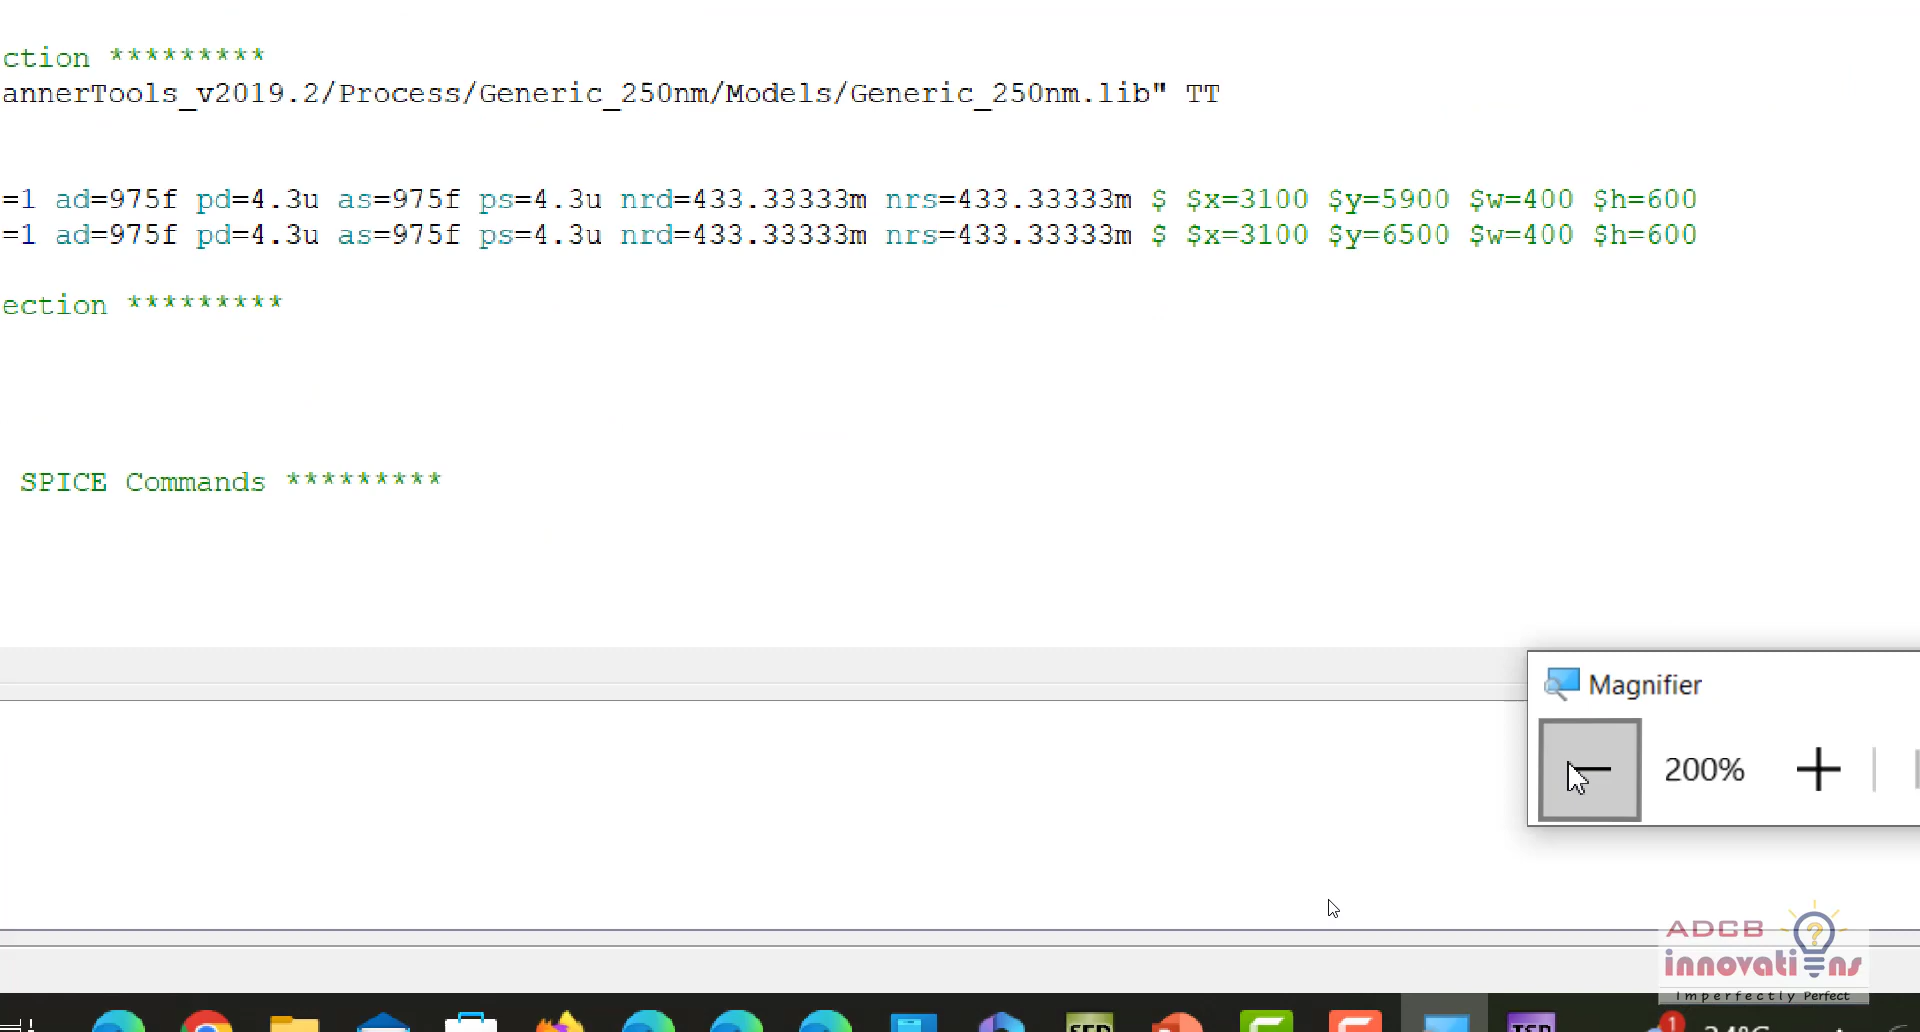 ction *********
annerTools_v2019.2/Process/Generic_250nm/Models/Generic_250nm.lib" TT
=1 ad=975f pd=4.3u as=975f ps=4.3u nrd=433.33333m nrs=433.33333m $ $x=3100 $y=5900 $w=400 $h=600
=1 ad=975f pd=4.3u as=975f ps=4.3u nrd=433.33333m nrs=433.33333m $ $x=3100 $y=6500 $w=400 $h=600
ection *********
SPICE Commands *********
Magnifier
200%
ADCB
innovati?ns
Imperfectly Perfect
1